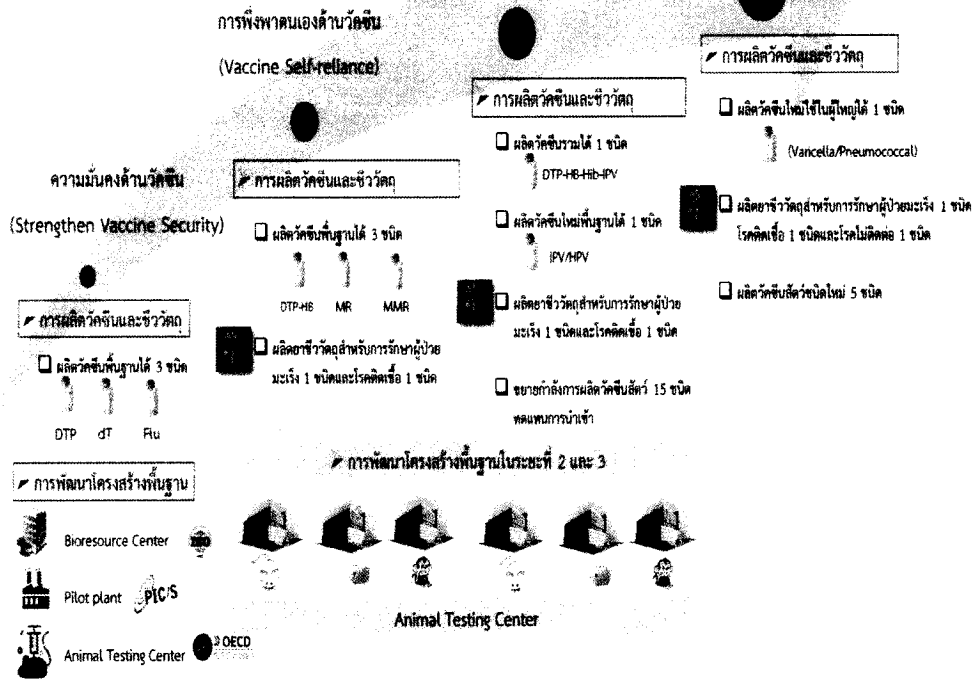 การพึ่งพาตนเองด้านวัคซีน
(Vaccine Self-reliance)
ความมั่นคงด้านวัคซีน
(Strengthen Vaccine Security)
การผลิตวัคซีนและชีววัตถุ
ผลิตวัคซีนพื้นฐานได้ 3 ชนิด
DTP dT Flu
การพัฒนาโครงสร้างพื้นฐาน
Bioresource Center
Pilot plant PIC/S
Animal Testing Center OECD
การผลิตวัคซีนและชีววัตถุ
ผลิตวัคซีนพื้นฐานได้ 3 ชนิด
DTP-HB MR MMR
ผลิตยาชีววัตถุสำหรับการรักษาผู้ป่วย
มะเร็ง 1 ชนิดและโรคติดเชื้อ 1 ชนิด
การผลิตวัคซีนและชีววัตถุ
ผลิตวัคซีนรวมได้ 1 ชนิด
DTP-HB-Hib-IPV
ผลิตวัคซีนใหม่พื้นฐานได้ 1 ชนิด
IPV/HPV
ผลิตยาชีววัตถุสำหรับการรักษาผู้ป่วย
มะเร็ง 1 ชนิดและโรคติดเชื้อ 1 ชนิด
ขยายกำลังการผลิตวัคซีนสัตว์ 15 ชนิด
ทดแทนการนำเข้า
การผลิตวัคซีนและชีววัตถุ
ผลิตวัคซีนใหม่ใช้ในผู้ใหญ่ได้ 1 ชนิด
(Varicella/Pneumococcal)
ผลิตยาชีววัตถุสำหรับการรักษาผู้ป่วยมะเร็ง 1 ชนิด
โรคติดเชื้อ 1 ชนิดและโรคไม่ติดต่อ 1 ชนิด
ผลิตวัคซีนสัตว์ชนิดใหม่ 5 ชนิด
การพัฒนาโครงสร้างพื้นฐานในระยะที่ 2 และ 3
Animal Testing Center